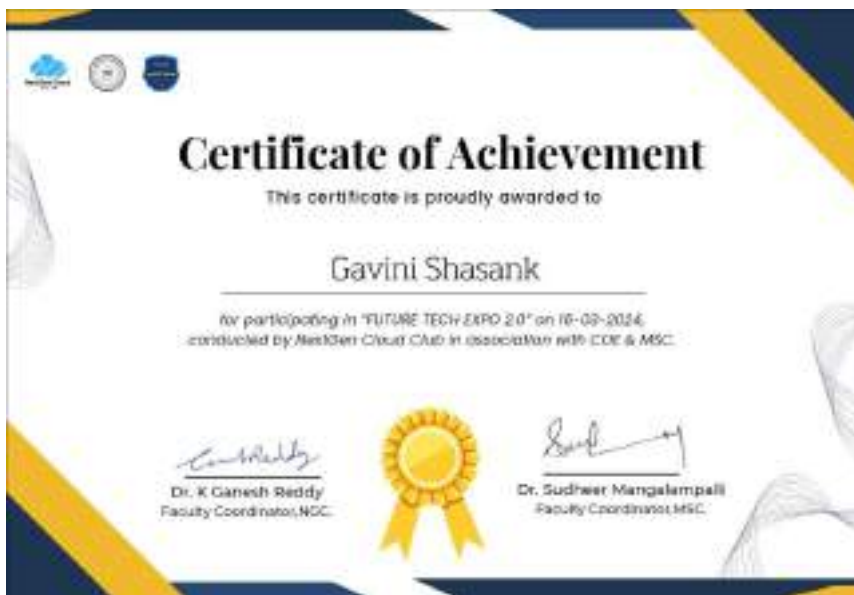 Certificate of Achievement
This certificate is proudly awarded to
Gavini Shasank
for participating in "FUTURE TECH EXPO 2.0" on 16-03-2024,
conducted by NextGen Cloud Club in association with COE & MSC.
Dr. K Ganesh Reddy
Faculty Coordinator,NGC.
Dr. Sudheer Mangalampalli
Faculty Coordinator,MSC.